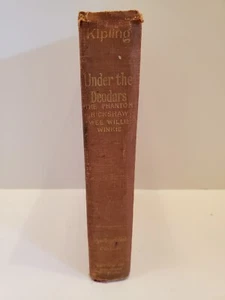 Kipling
Under the
Deodars
THE PHANTOM
RICKSHAW
WEE WILLIE
WINKIE